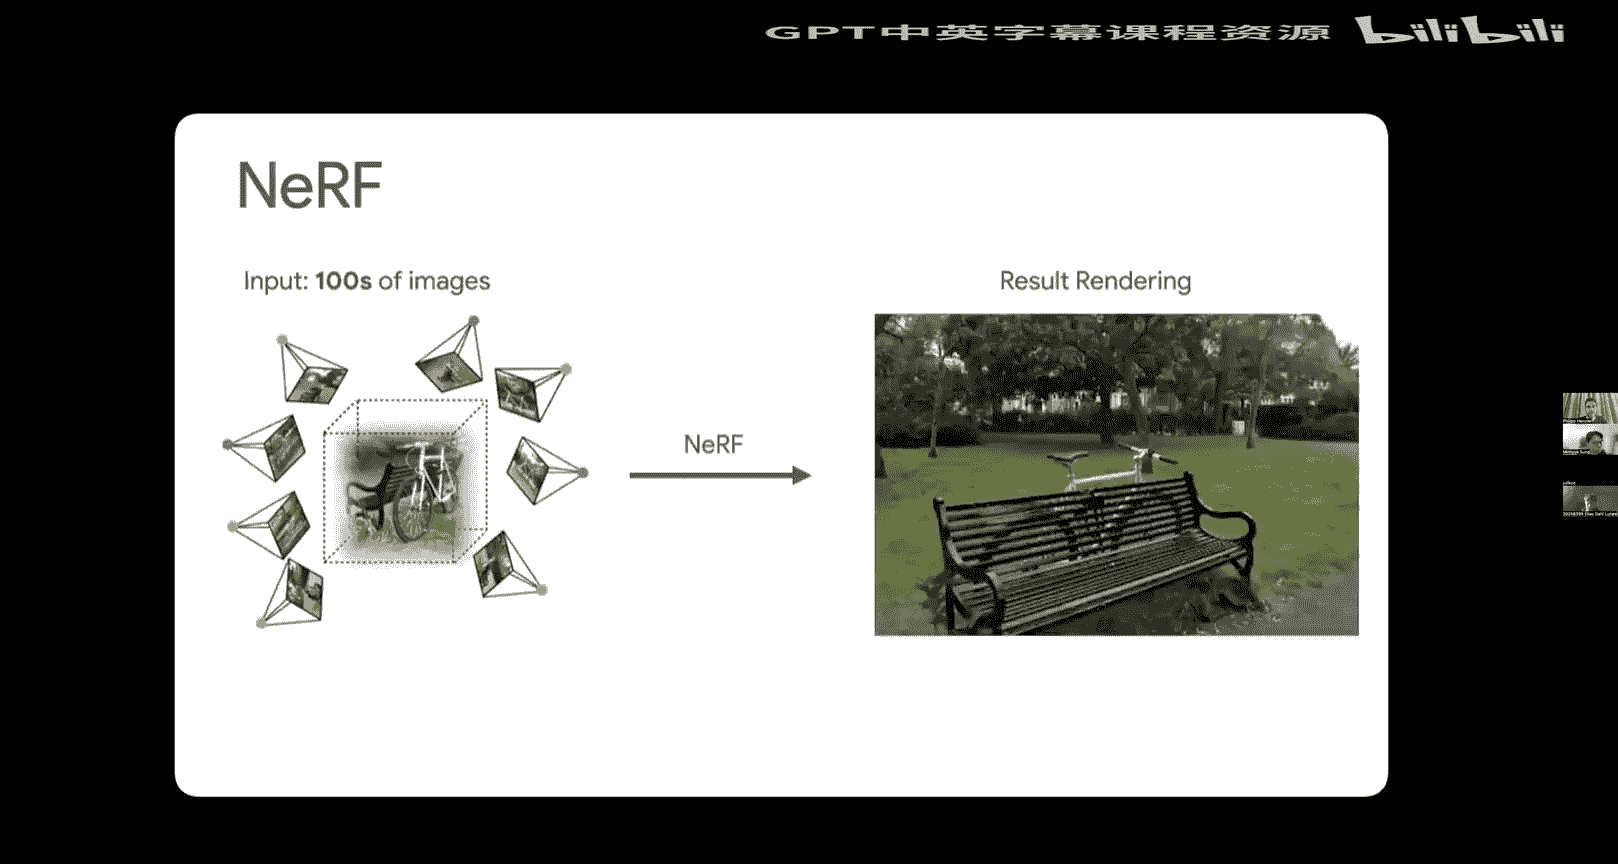 GPT中英字幕课程资源 bilibili
NeRF
Input: 100s of images
Result Rendering
NeRF